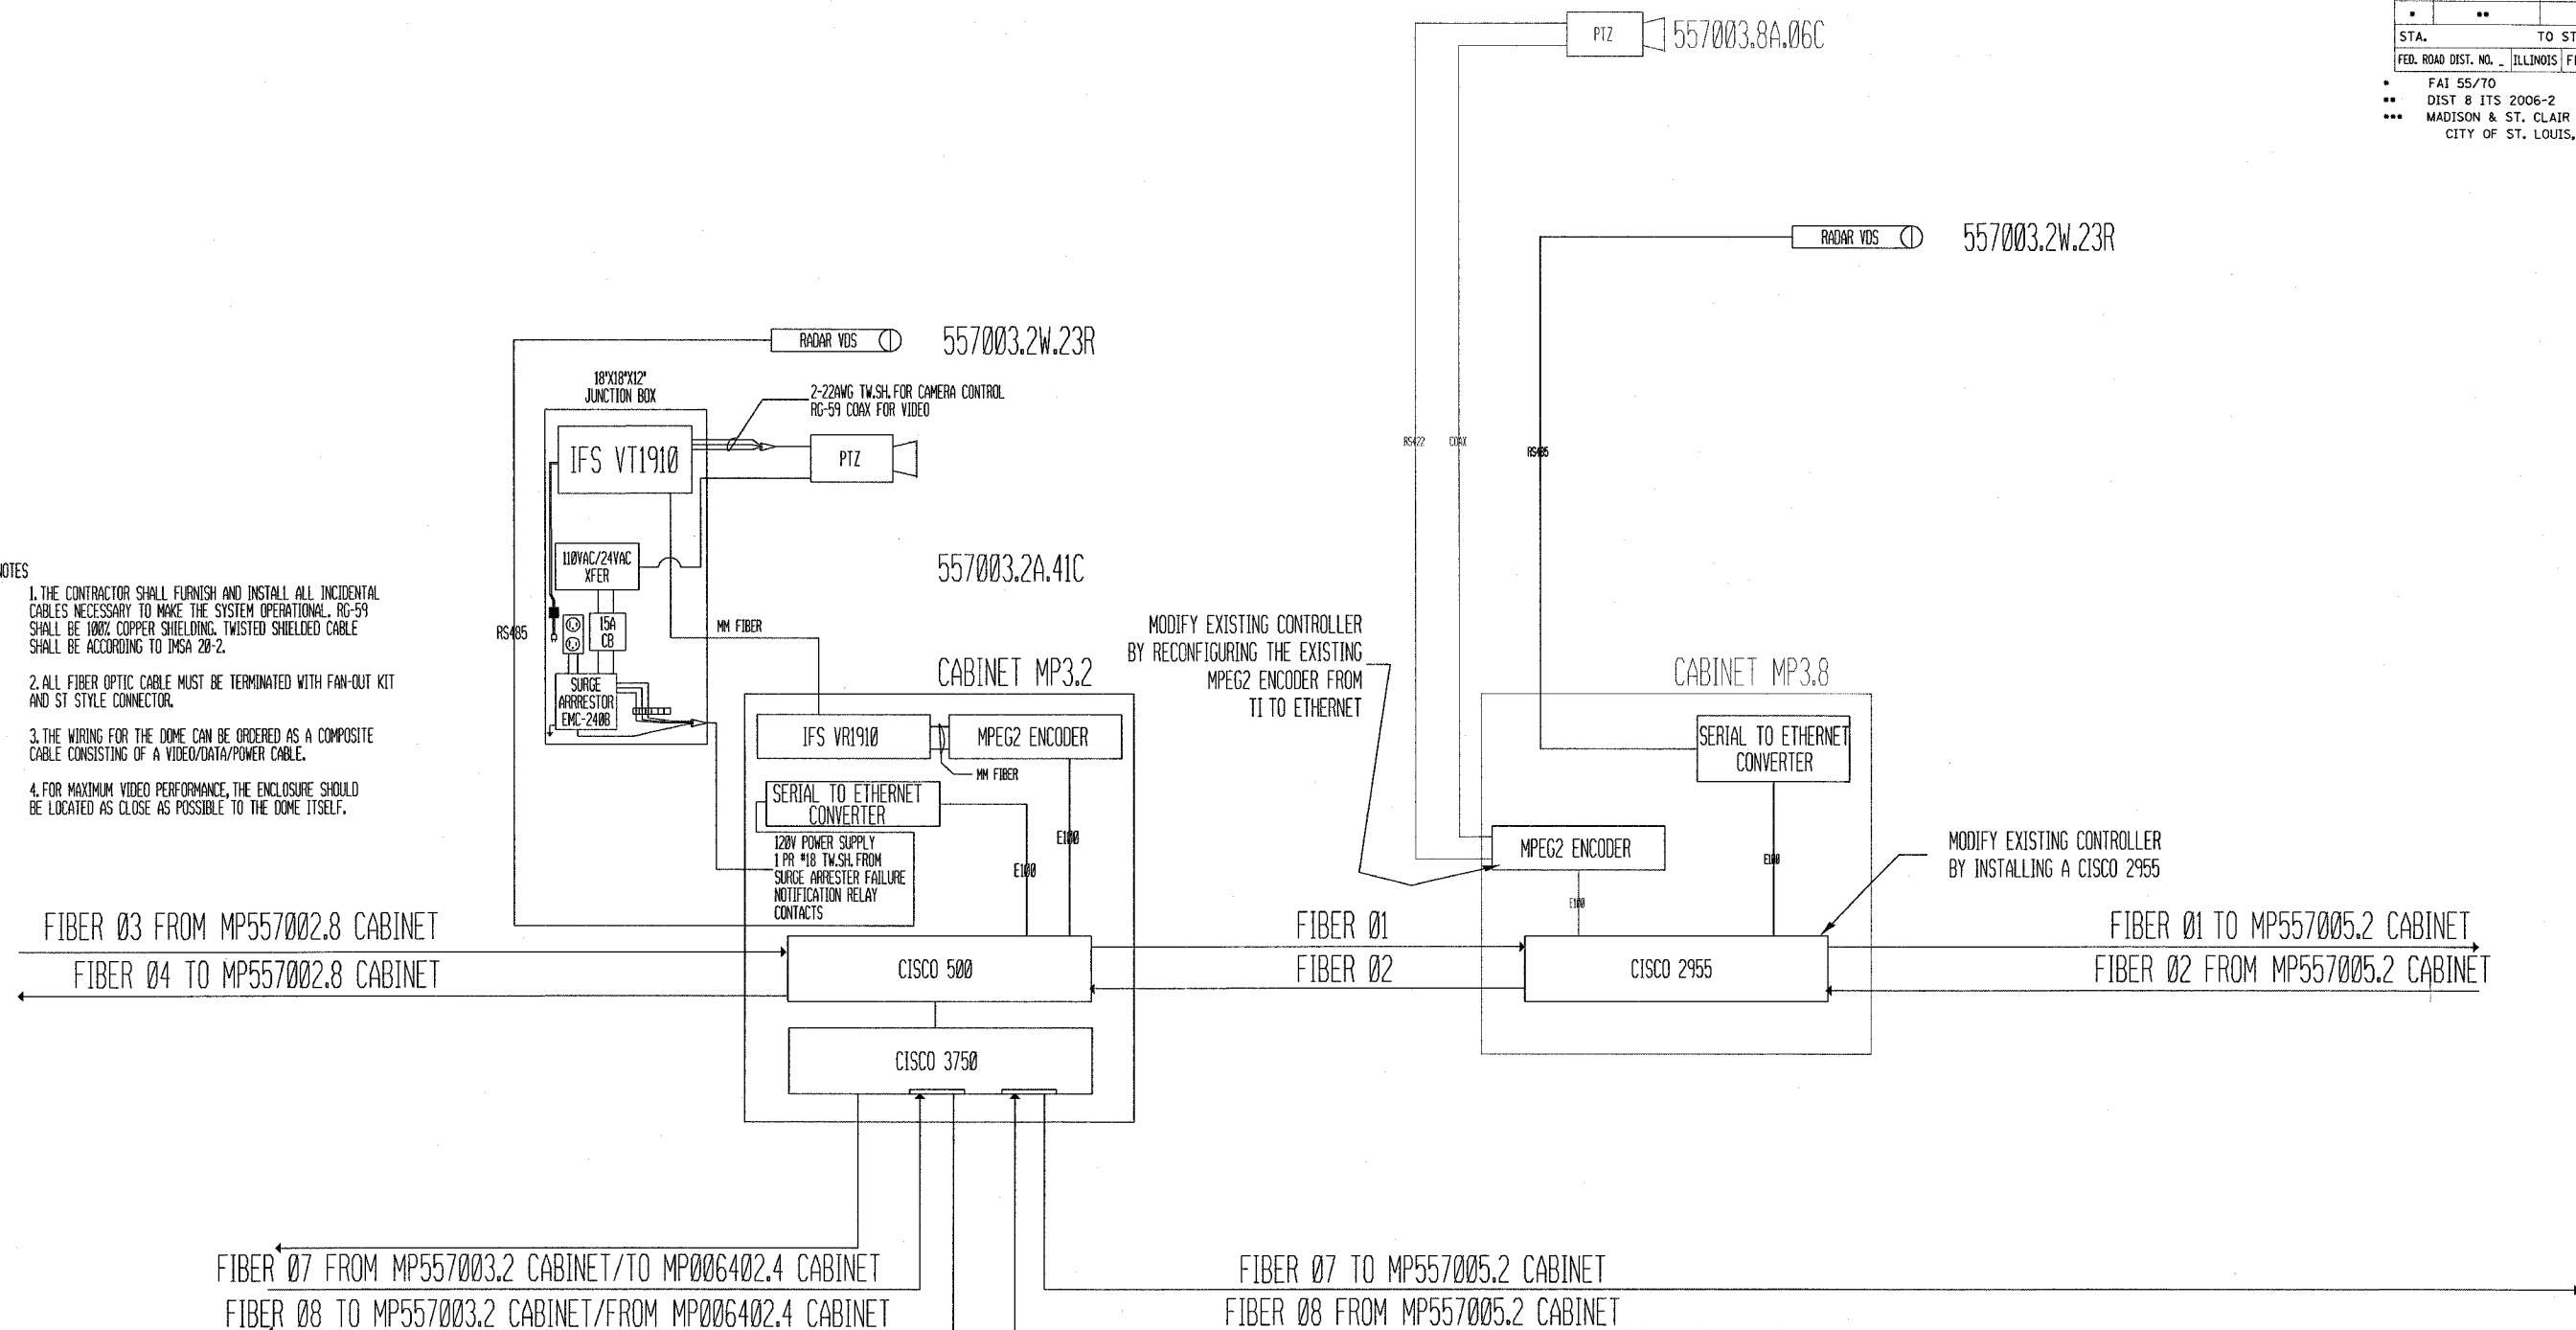 PTZ
557003.8A.06C
STA. TO ST
FED. ROAD DIST. NO. _ ILLINOIS
* FAI 55/70
** DIST 8 ITS 2006-2
*** MADISON & ST. CLAIR
CITY OF ST. LOUIS,
RADAR VDS
557003.2W.23R
RADAR VDS
557003.2W.23R
18"X18"X12"
JUNCTION BOX
2-22AWG TW.SH. FOR CAMERA CONTROL
RG-59 COAX FOR VIDEO
IFS VT1910
PTZ
RS422
COAX
RS485
110VAC/24VAC
XFER
557003.2A.41C
NOTES
1. THE CONTRACTOR SHALL FURNISH AND INSTALL ALL INCIDENTAL
CABLES NECESSARY TO MAKE THE SYSTEM OPERATIONAL. RG-59
SHALL BE 100% COPPER SHIELDING. TWISTED SHIELDED CABLE
SHALL BE ACCORDING TO IMSA 20-2.
2. ALL FIBER OPTIC CABLE MUST BE TERMINATED WITH FAN-OUT KIT
AND ST STYLE CONNECTOR.
3. THE WIRING FOR THE DOME CAN BE ORDERED AS A COMPOSITE
CABLE CONSISTING OF A VIDEO/DATA/POWER CABLE.
4. FOR MAXIMUM VIDEO PERFORMANCE, THE ENCLOSURE SHOULD
BE LOCATED AS CLOSE AS POSSIBLE TO THE DOME ITSELF.
RS485
15A
CB
MM FIBER
SURGE
ARRRESTOR
EMC-240B
MODIFY EXISTING CONTROLLER
BY RECONFIGURING THE EXISTING
MPEG2 ENCODER FROM
T1 TO ETHERNET
CABINET MP3.2
CABINET MP3.8
IFS VR1910
MPEG2 ENCODER
MM FIBER
SERIAL TO ETHERNET
CONVERTER
SERIAL TO ETHERNET
CONVERTER
120V POWER SUPPLY
1 PR #18 TW.SH. FROM
SURGE ARRESTER FAILURE
NOTIFICATION RELAY
CONTACTS
E100
E100
MPEG2 ENCODER
E100
E100
MODIFY EXISTING CONTROLLER
BY INSTALLING A CISCO 2955
FIBER 03 FROM MP557002.8 CABINET
FIBER 04 TO MP557002.8 CABINET
CISCO 500
FIBER 01
FIBER 02
CISCO 2955
FIBER 01 TO MP557005.2 CABINET
FIBER 02 FROM MP557005.2 CABINET
CISCO 3750
FIBER 07 FROM MP557003.2 CABINET/TO MP006402.4 CABINET
FIBER 08 TO MP557003.2 CABINET/FROM MP006402.4 CABINET
FIBER 07 TO MP557005.2 CABINET
FIBER 08 FROM MP557005.2 CABINET